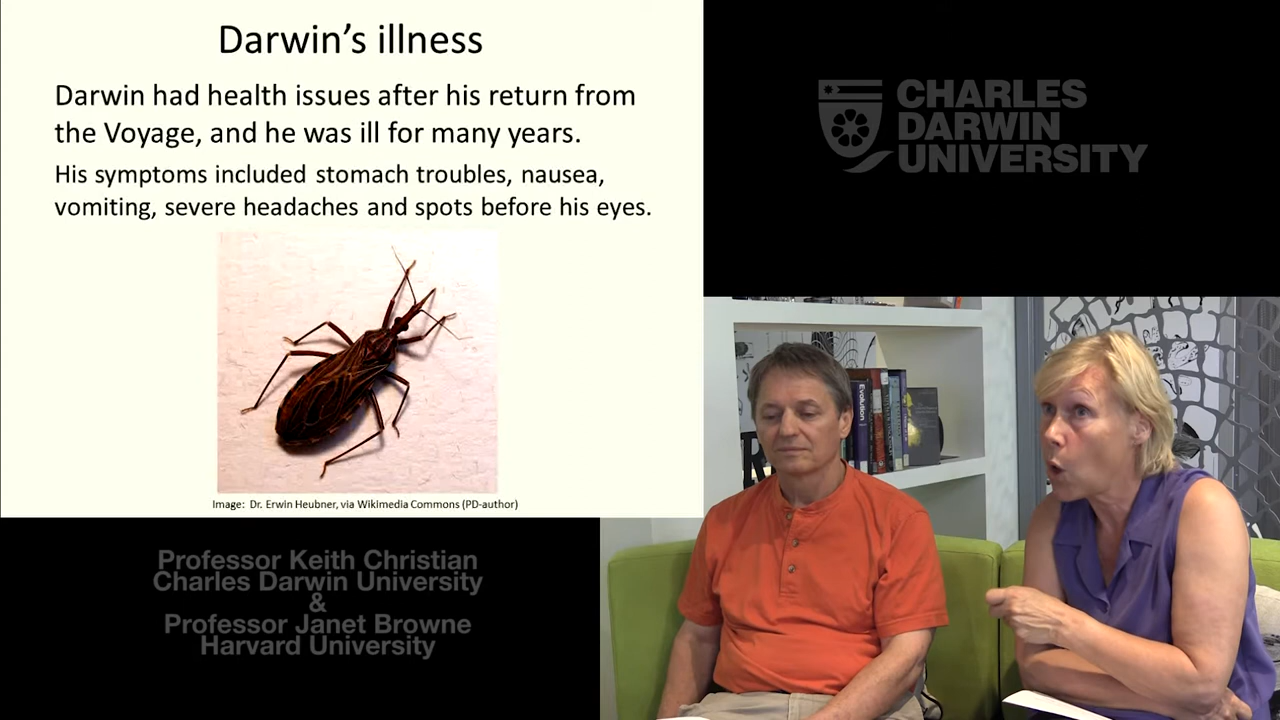 Darwin's illness
Darwin had health issues after his return from
the Voyage, and he was ill for many years.
His symptoms included stomach troubles, nausea,
vomiting, severe headaches and spots before his eyes.
Image: Dr. Erwin Heubner, via Wikimedia Commons (PD-author)
CHARLES
DARWIN
UNIVERSITY
Evolution
Professor Keith Christian
Charles Darwin University
&
Professor Janet Browne
Harvard University